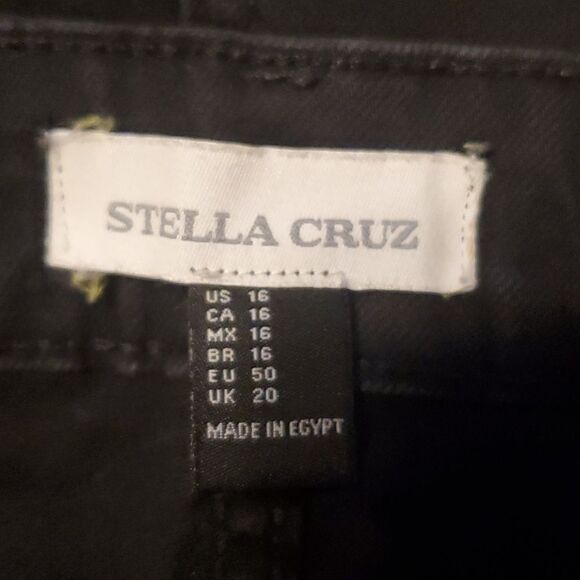 STELLA CRUZ
US 16
CA 16
MX 16
BR 16
EU 50
UK 20
MADE IN EGYPT